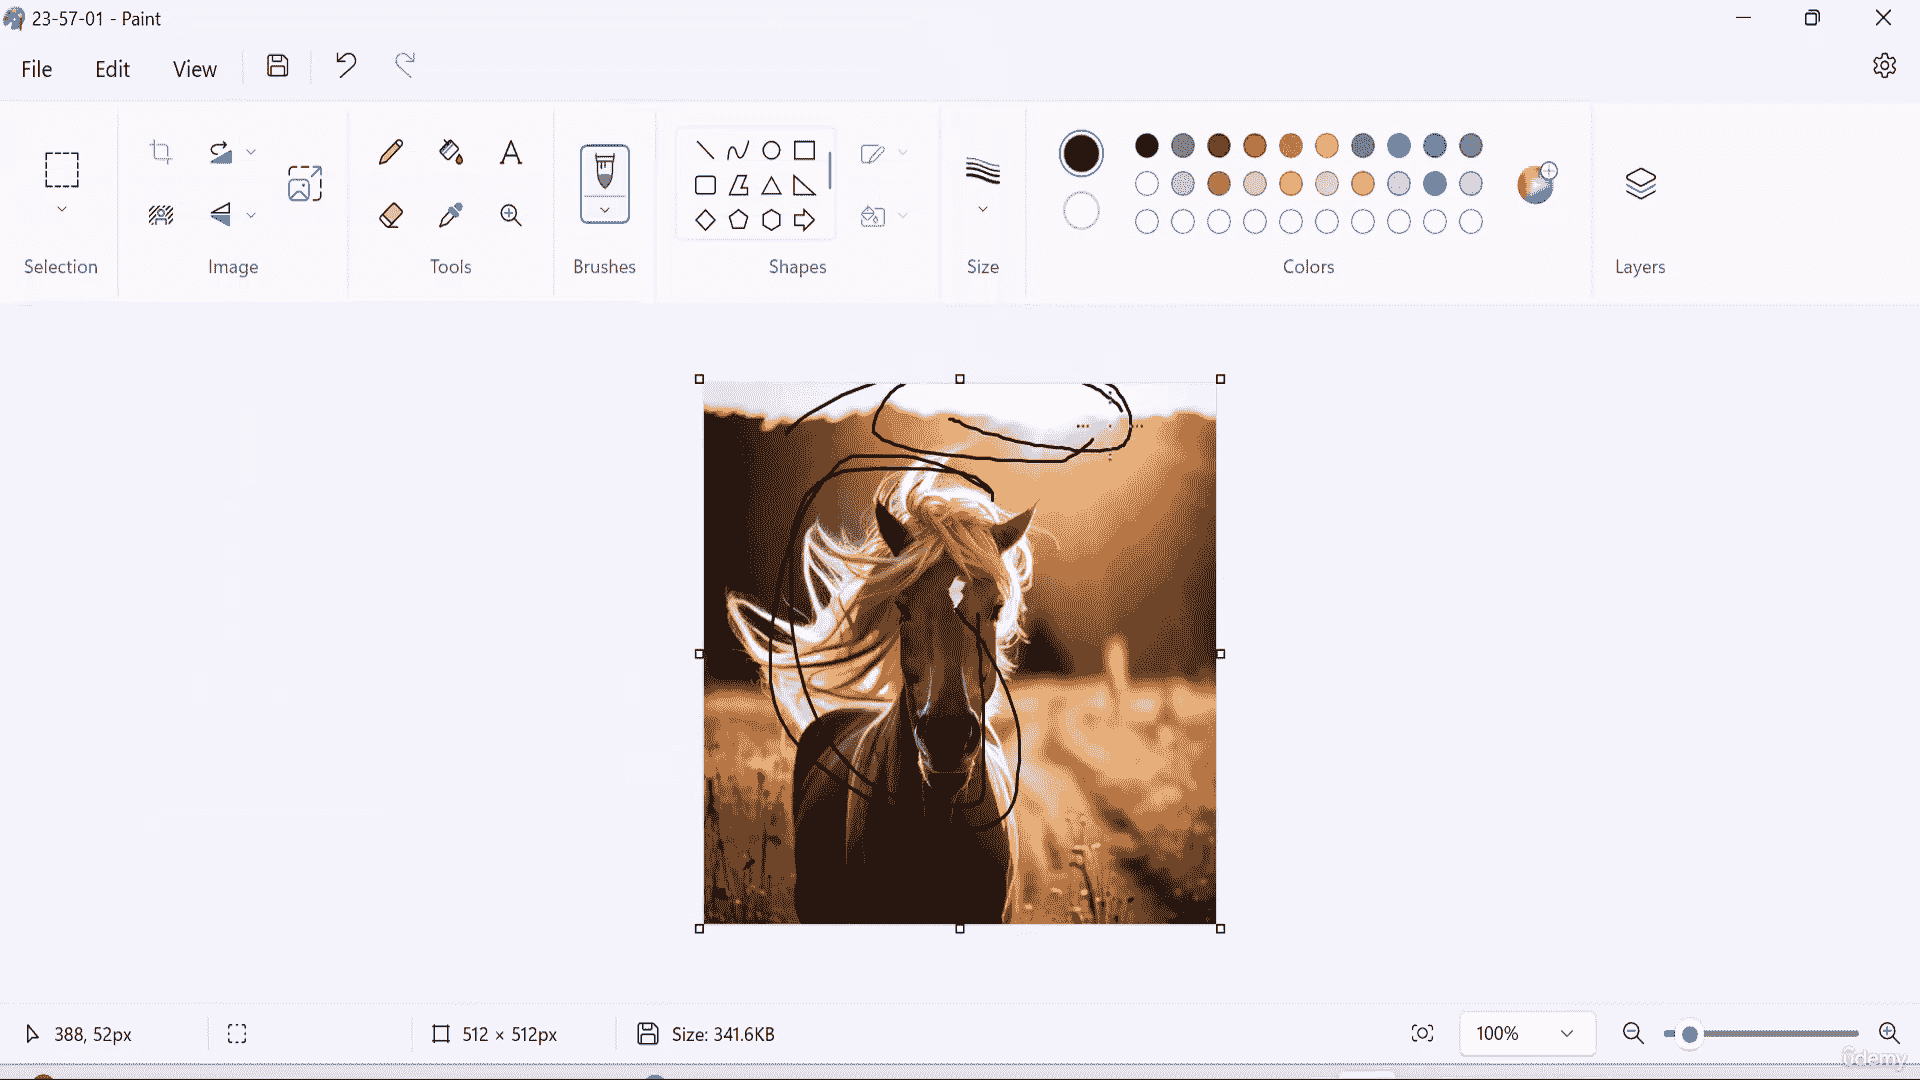 23-57-01 - Paint
File Edit View
Selection Image Tools Brushes Shapes Size Colors Layers
388, 52px 512 × 512px Size: 341.6KB 100%
ûdemy